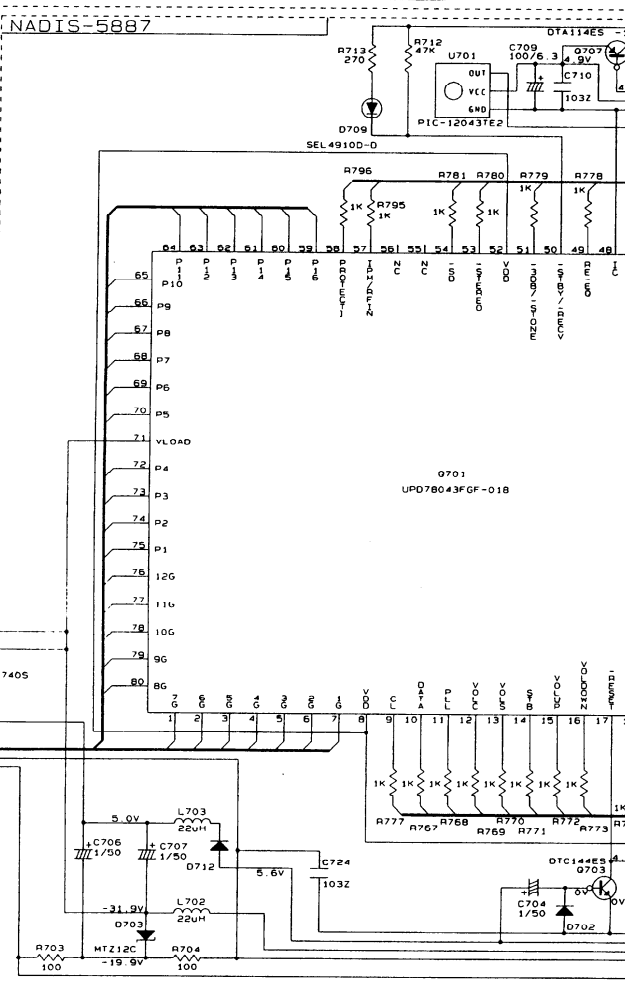 NADIS-5887
DTA114ES
R713
270
R712
47K
U701
OUT
VCC
GND
PIC-12043TE2
C709
100/6.3
Q707
4.9V
C710
103Z
D709
SEL4910D-D
R796
R795
1K
1K
R781
1K
R780
1K
R779
1K
R778
1K
64 63 62 61 60 59 58 57 56 55 54 53 52 51 50 49 48
P11
P12
P13
P14
P15
P16
IPM/RFIN
NC
NC
-SD
-STEREO
VDD
-3DB/-STONE
-STBY/-RECV
IC
65 P10
66 P9
67 P8
68 P7
69 P6
70 P5
71 VLOAD
72 P4
73 P3
74 P2
75 P1
76 12G
77 11G
78 10G
79 9G
80 8G
Q701
UPD78043FGF-018
740S
7G
6G
5G
4G
3G
2G
1G
VDD
CL
DATA
PLL
VOLC
VOLS
STB
VOLUP
VOLDOWN
-RESET
1 2 3 4 5 6 7 8 9 10 11 12 13 14 15 16 17
1K 1K 1K 1K 1K 1K 1K 1K
1K
R777
R767
R768
R769
R770
R771
R772
R773
5.0V
L703
22uH
C706
1/50
C707
1/50
D712
5.6V
C724
103Z
DTC144ES
Q703
0V
0V
C704
1/50
D702
-31.9V
L702
22uH
D703
MTZ12C
-19.9V
R703
100
R704
100